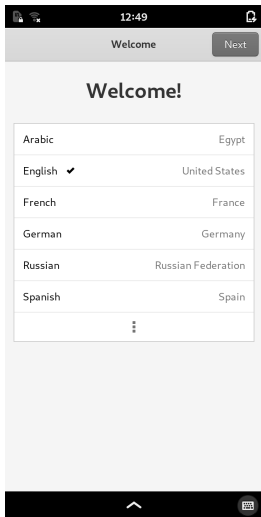 12:49
Welcome Next
Welcome!
Arabic Egypt
English ✔ United States
French France
German Germany
Russian Russian Federation
Spanish Spain